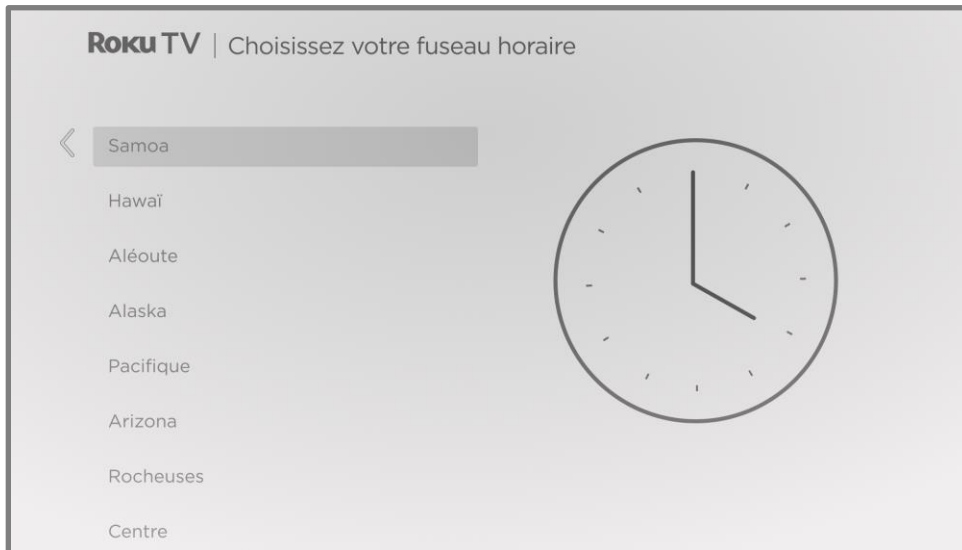 Roku TV | Choisissez votre fuseau horaire
Samoa
Hawaï
Aléoute
Alaska
Pacifique
Arizona
Rocheuses
Centre